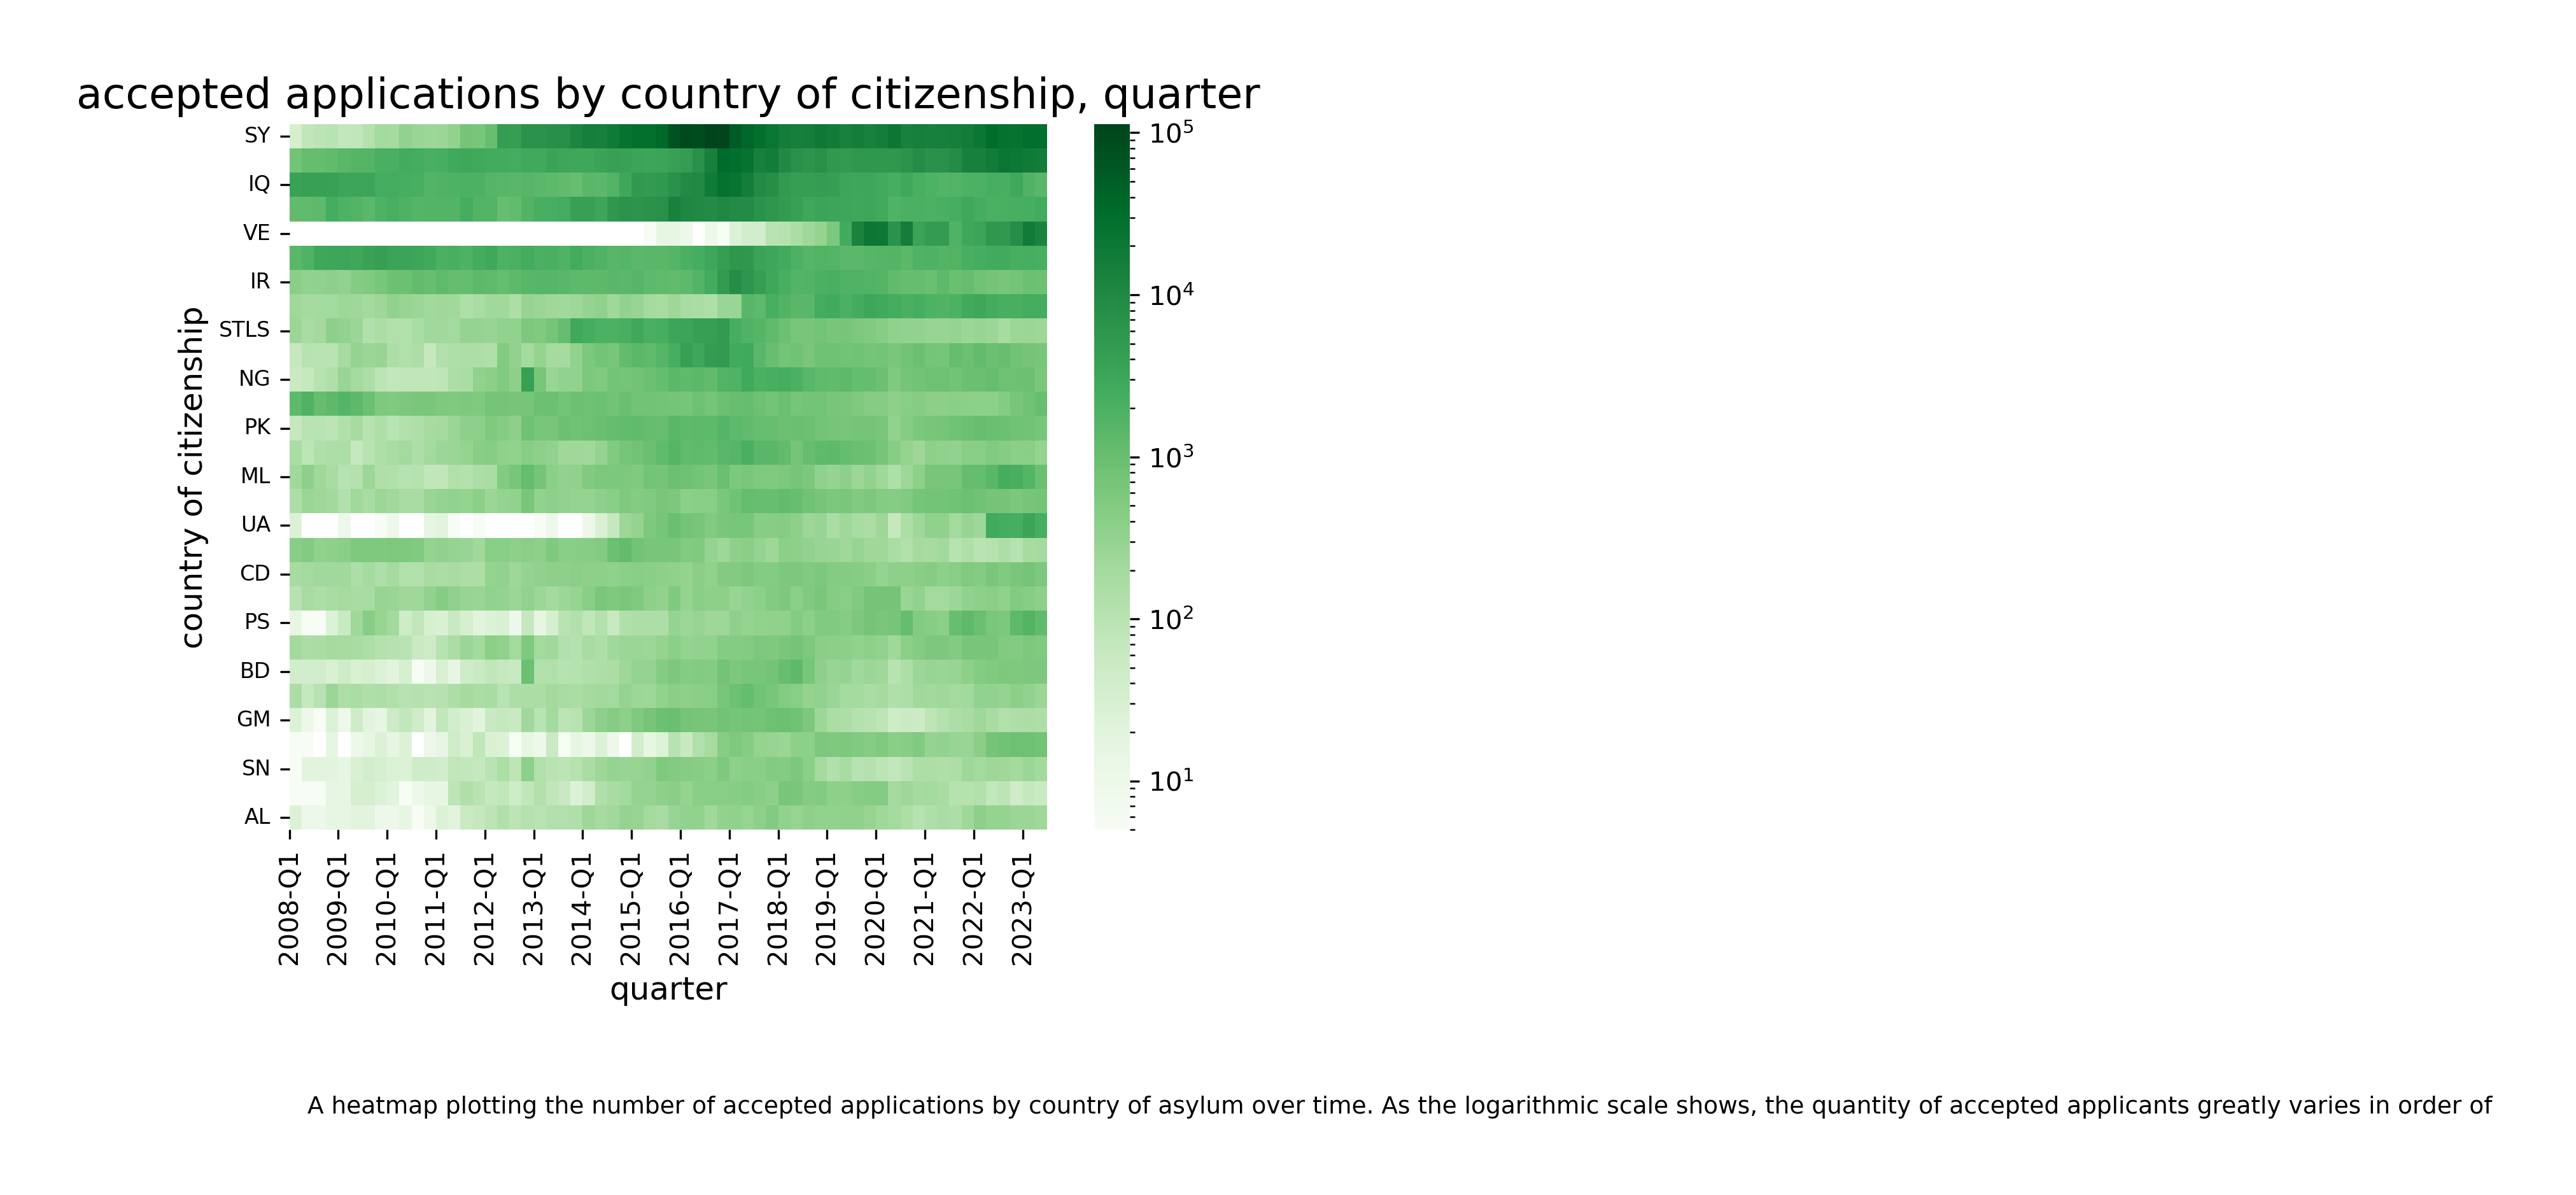 accepted applications by country of citizenship, quarter
country of citizenship
SY
IQ
VE
IR
STLS
NG
PK
ML
UA
CD
PS
BD
GM
SN
AL
10^5
10^4
10^3
10^2
10^1
2008-Q1
2009-Q1
2010-Q1
2011-Q1
2012-Q1
2013-Q1
2014-Q1
2015-Q1
2016-Q1
2017-Q1
2018-Q1
2019-Q1
2020-Q1
2021-Q1
2022-Q1
2023-Q1
quarter
A heatmap plotting the number of accepted applications by country of asylum over time. As the logarithmic scale shows, the quantity of accepted applicants greatly varies in order of